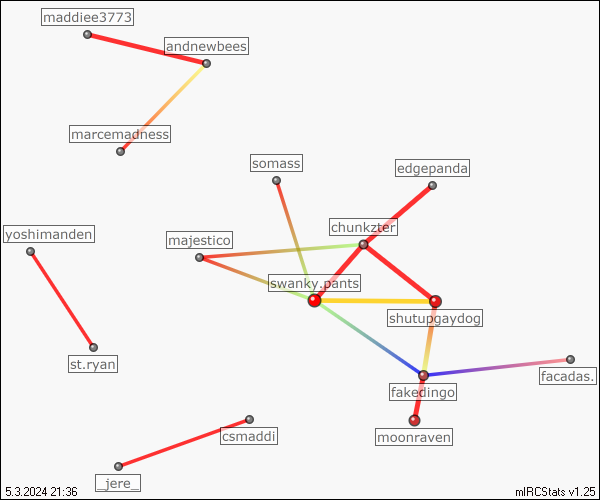 maddiee3773
andnewbees
marcemadness
somass
edgepanda
chunkzter
yoshimanden
majestico
swanky.pants
shutupgaydog
st.ryan
facadas.
fakedingo
csmaddi
moonraven
_jere_
5.3.2024 21:36
mIRCStats v1.25